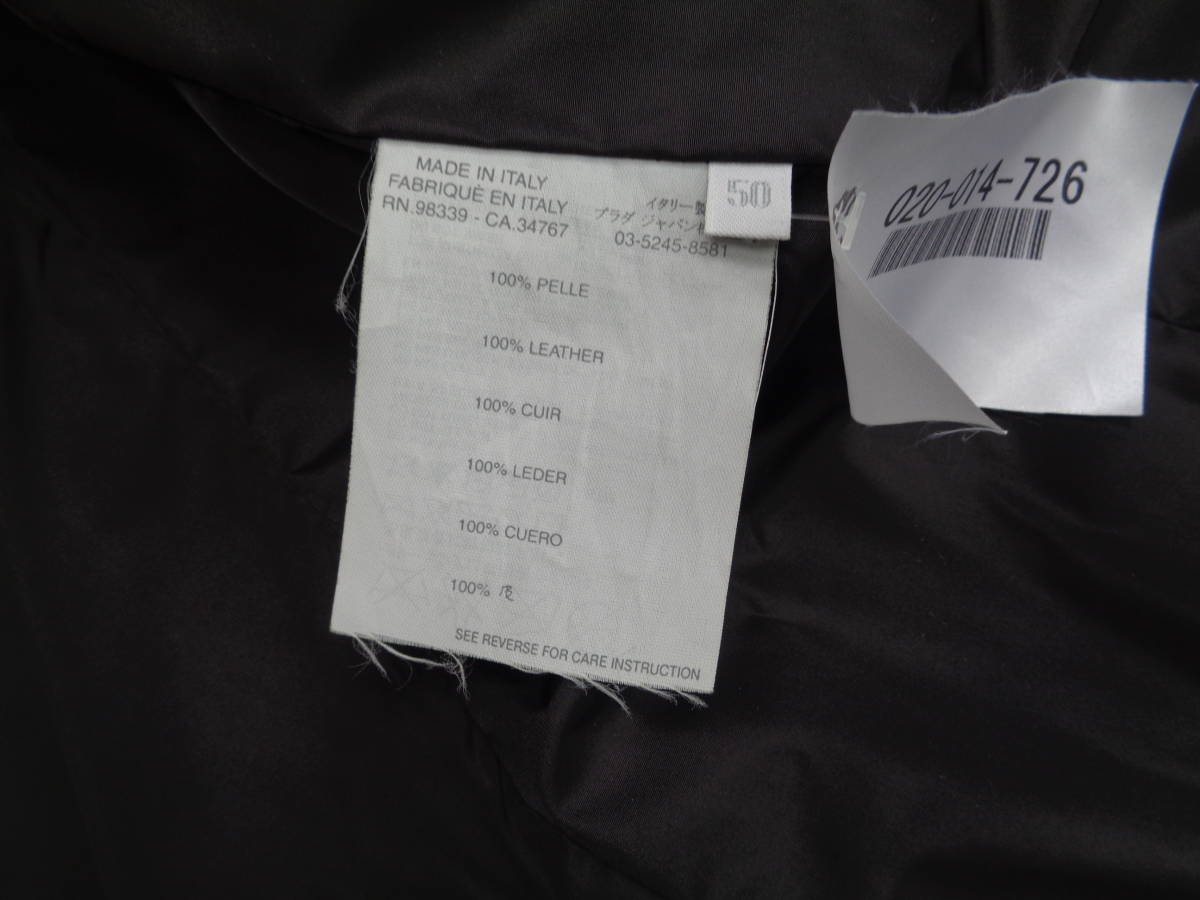 MADE IN ITALY
FABRIQUÈ EN ITALY
RN.98339 - CA.34767
イタリー製
プラダ ジャパン
03-5245-8581
50
020-014-726
100% PELLE
100% LEATHER
100% CUIR
100% LEDER
100% CUERO
100% 皮
SEE REVERSE FOR CARE INSTRUCTION